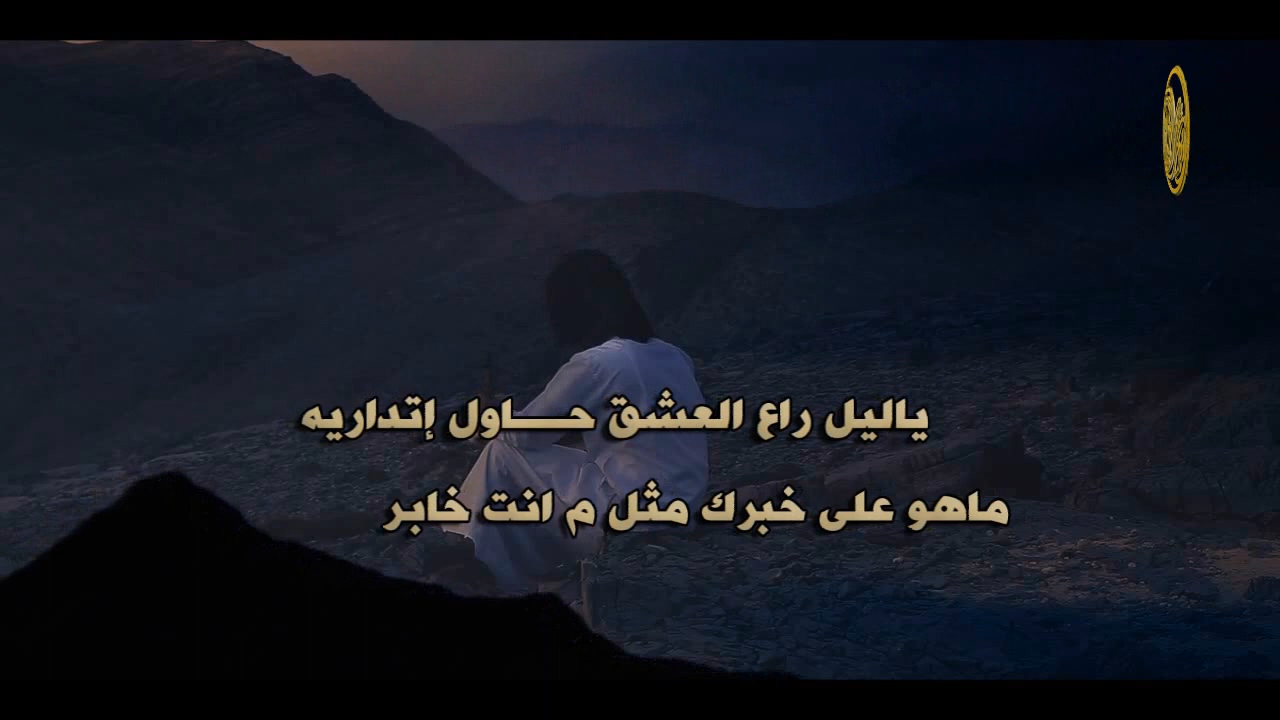 ياليل راع العشق حـــاول إتداريه
ماهو على خبرك مثل م انت خابر